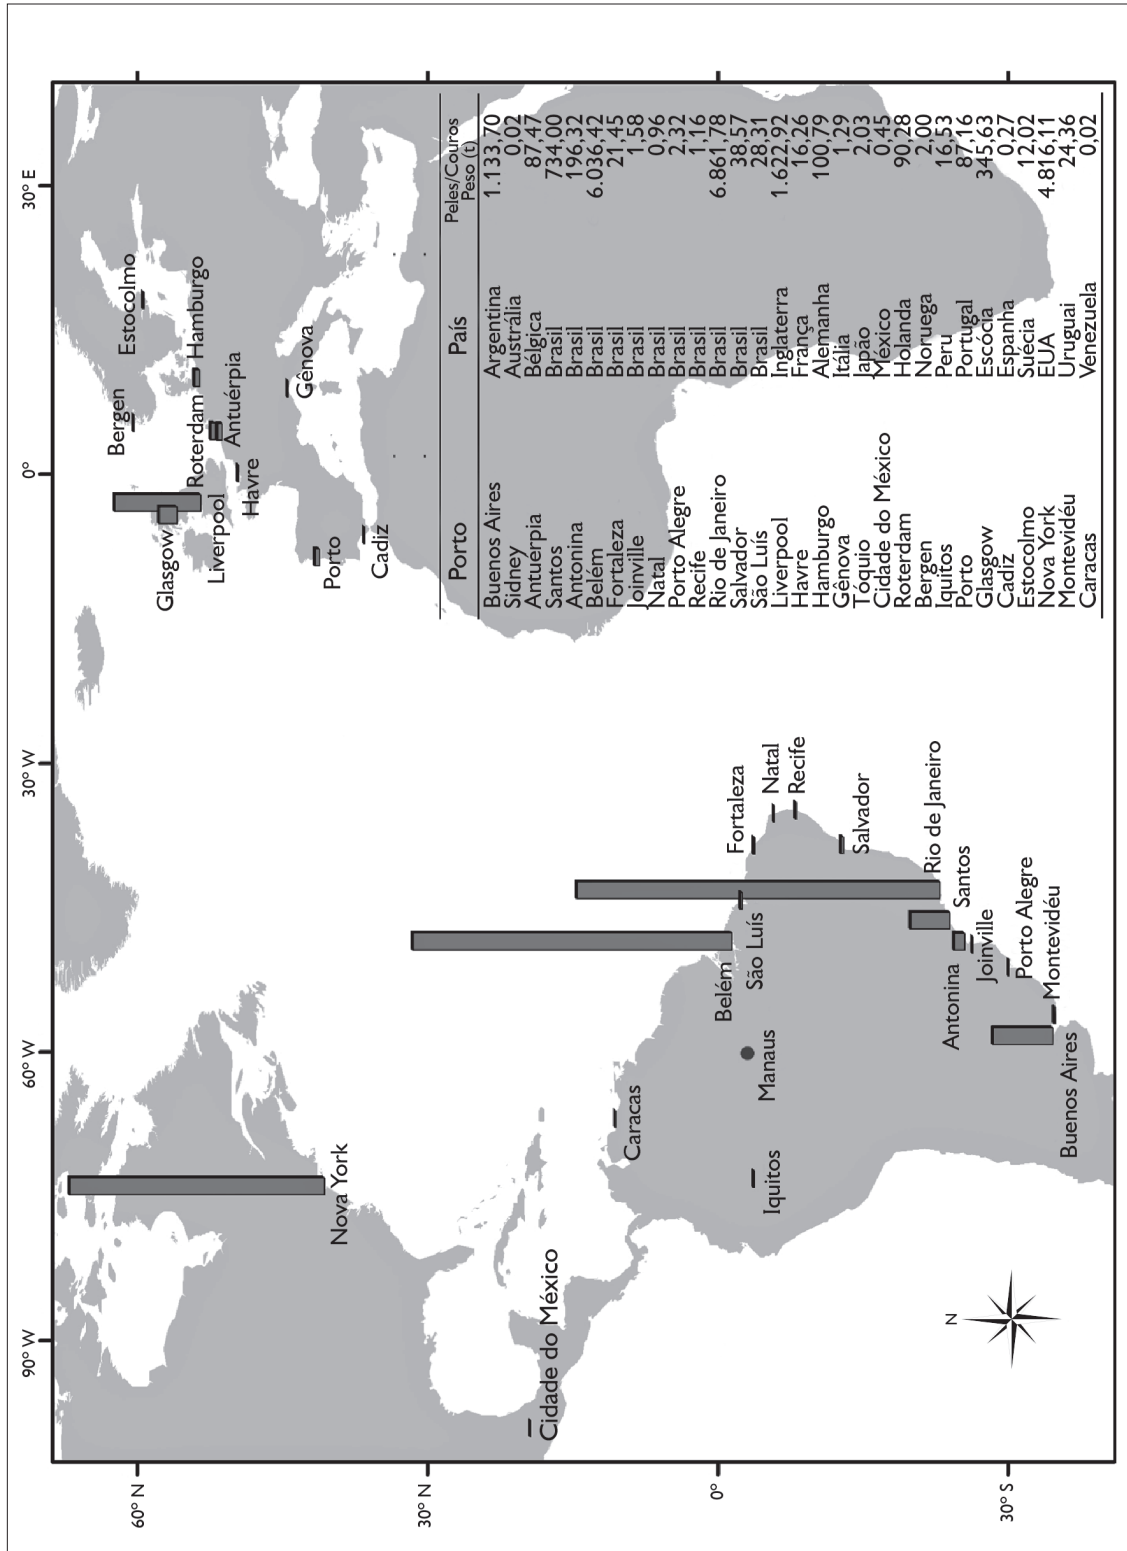 90° W
60° W
30° W
0°
30° E
60° N
30° N
0°
30° S
Estocolmo
Bergen
Hamburgo
Roterdam
Antuérpia
Glasgow
Liverpool
Havre
Gênova
Porto
Cadiz
Nova York
Cidade do México
Caracas
Iquitos
Manaus
Belém
São Luís
Fortaleza
Natal
Recife
Salvador
Rio de Janeiro
Santos
Antonina
Joinville
Porto Alegre
Montevidéu
Buenos Aires
N
Porto País Peles/Couros
Peso (t)
Buenos Aires Argentina 1.133,70
Sidney Austrália 0,02
Antuérpia Bélgica 87,47
Santos Brasil 734,00
Antonina Brasil 196,32
Belém Brasil 6.036,42
Fortaleza Brasil 21,45
Joinville Brasil 1,58
Natal Brasil 0,96
Porto Alegre Brasil 2,32
Recife Brasil 1,16
Rio de Janeiro Brasil 6.861,78
Salvador Brasil 38,57
São Luís Brasil 28,31
Liverpool Inglaterra 1.622,92
Havre França 16,26
Hamburgo Alemanha 100,79
Gênova Itália 1,29
Tóquio Japão 2,03
Cidade do México México 0,45
Roterdam Holanda 90,28
Bergen Noruega 2,00
Iquitos Peru 16,53
Porto Portugal 87,16
Glasgow Escócia 345,63
Cadiz Espanha 0,27
Estocolmo Suécia 12,02
Nova York EUA 4.816,11
Montevidéu Uruguai 24,36
Caracas Venezuela 0,02